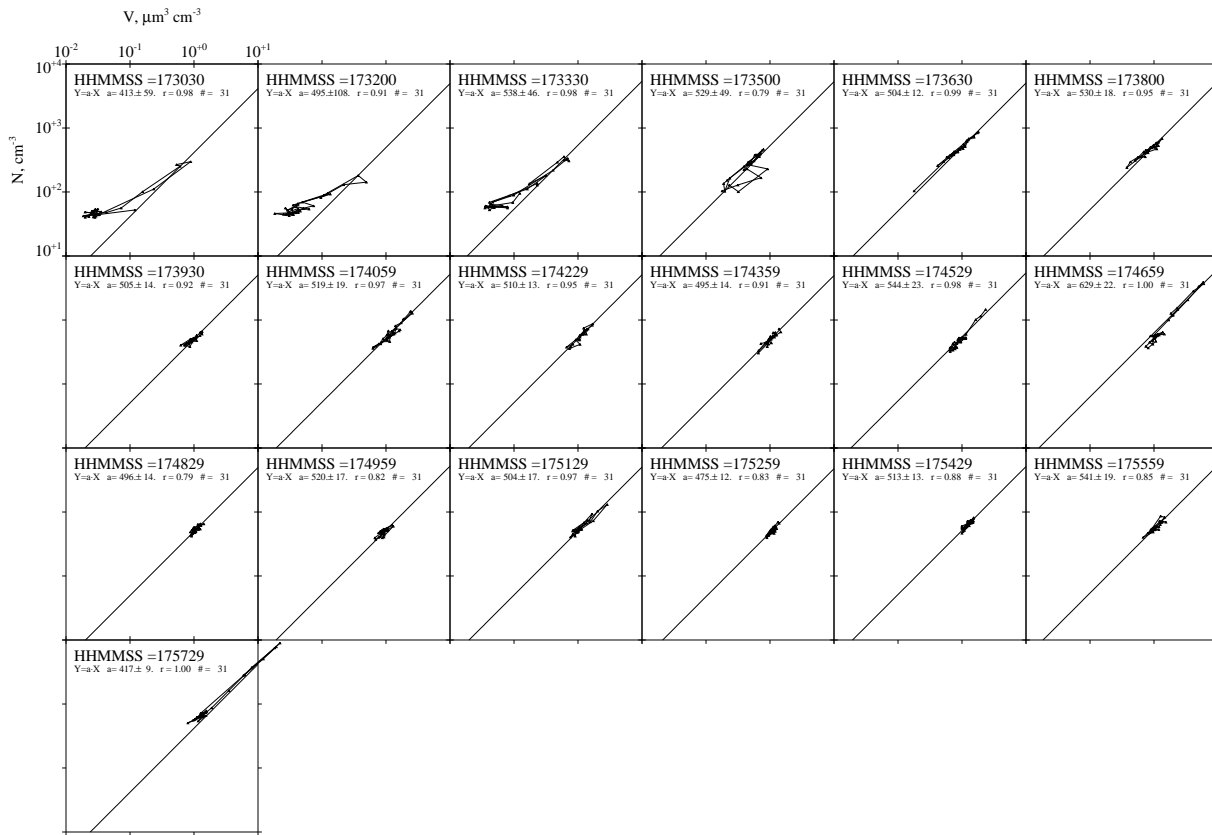 V, μm³ cm⁻³
10⁻² 10⁻¹ 10⁺⁰ 10⁺¹
N, cm⁻³
10⁺⁴
10⁺³
10⁺²
10⁺¹
HHMMSS =173030
Y=a·X a= 413.± 59. r = 0.98 # = 31
HHMMSS =173200
Y=a·X a= 495.±108. r = 0.91 # = 31
HHMMSS =173330
Y=a·X a= 538.± 46. r = 0.98 # = 31
HHMMSS =173500
Y=a·X a= 529.± 49. r = 0.79 # = 31
HHMMSS =173630
Y=a·X a= 504.± 12. r = 0.99 # = 31
HHMMSS =173800
Y=a·X a= 530.± 18. r = 0.95 # = 31
HHMMSS =173930
Y=a·X a= 505.± 14. r = 0.92 # = 31
HHMMSS =174059
Y=a·X a= 519.± 19. r = 0.97 # = 31
HHMMSS =174229
Y=a·X a= 510.± 13. r = 0.95 # = 31
HHMMSS =174359
Y=a·X a= 495.± 14. r = 0.91 # = 31
HHMMSS =174529
Y=a·X a= 544.± 23. r = 0.98 # = 31
HHMMSS =174659
Y=a·X a= 629.± 22. r = 1.00 # = 31
HHMMSS =174829
Y=a·X a= 496.± 14. r = 0.79 # = 31
HHMMSS =174959
Y=a·X a= 520.± 17. r = 0.82 # = 31
HHMMSS =175129
Y=a·X a= 504.± 17. r = 0.97 # = 31
HHMMSS =175259
Y=a·X a= 475.± 12. r = 0.83 # = 31
HHMMSS =175429
Y=a·X a= 513.± 13. r = 0.88 # = 31
HHMMSS =175559
Y=a·X a= 541.± 19. r = 0.85 # = 31
HHMMSS =175729
Y=a·X a= 417.± 9. r = 1.00 # = 31